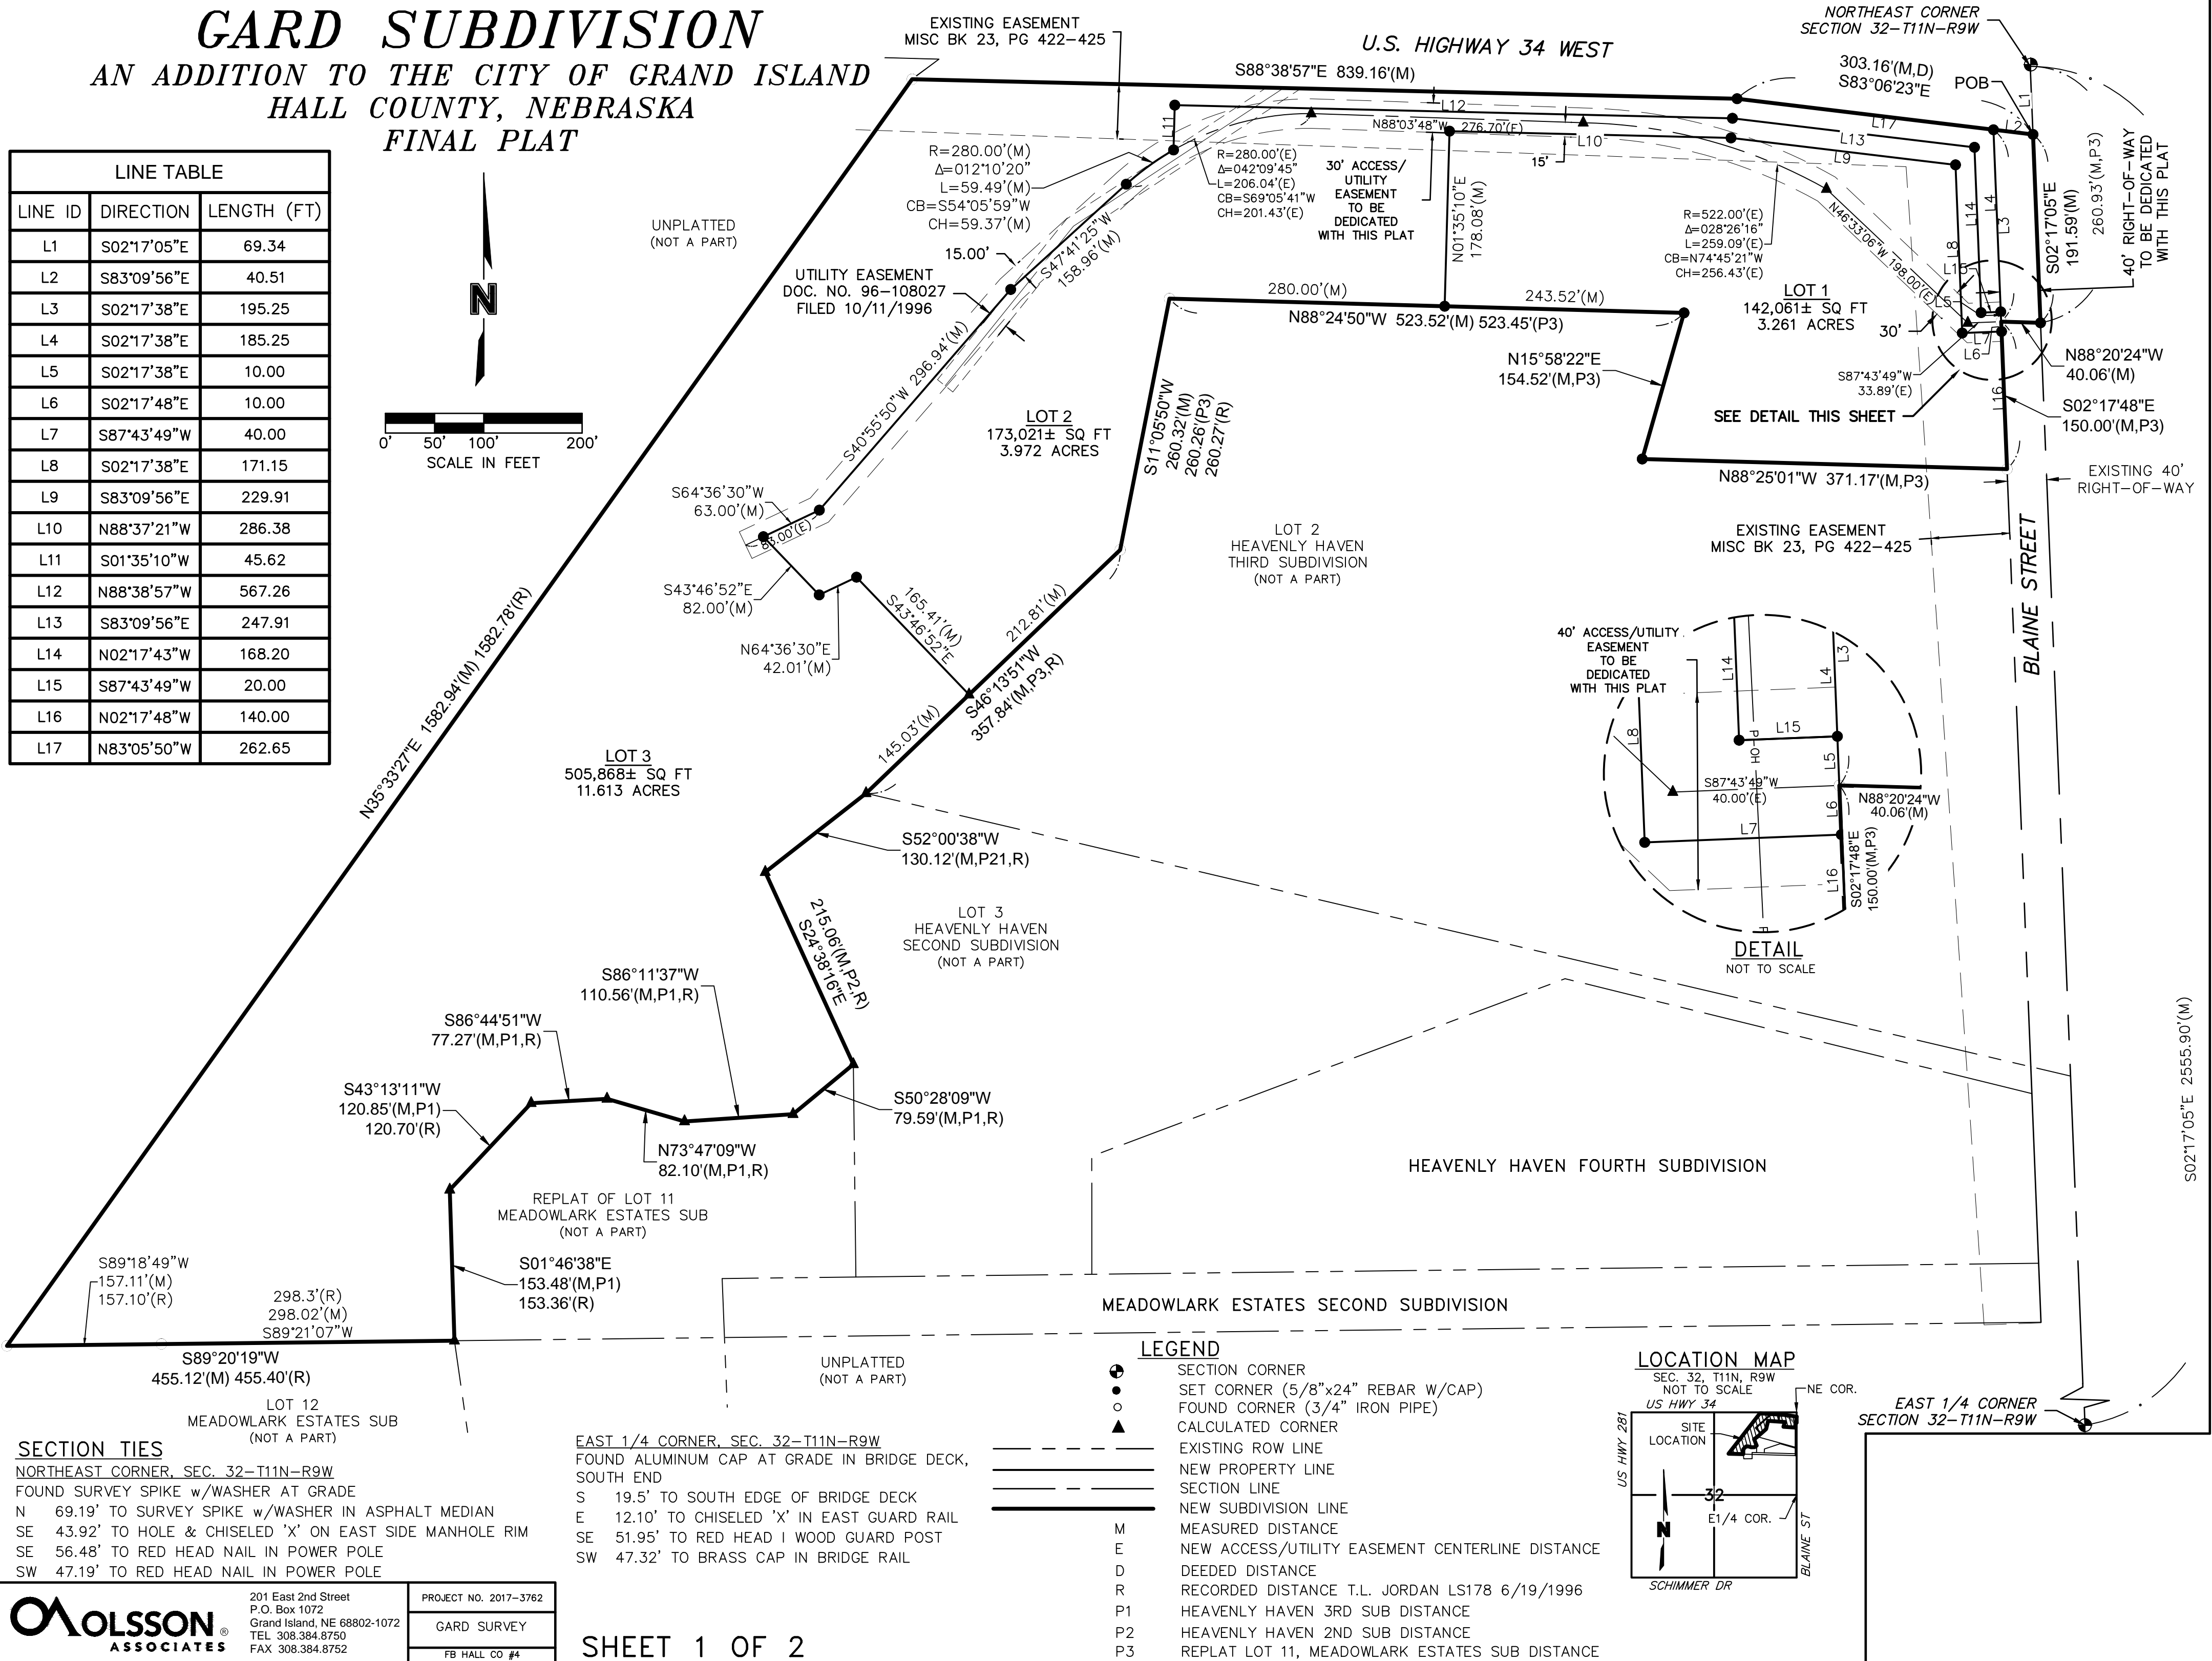 GARD SUBDIVISION
AN ADDITION TO THE CITY OF GRAND ISLAND
HALL COUNTY, NEBRASKA
FINAL PLAT
LINE TABLE
LINE ID DIRECTION LENGTH (FT)
L1 S02°17'05"E 69.34
L2 S83°09'56"E 40.51
L3 S02°17'38"E 195.25
L4 S02°17'38"E 185.25
L5 S02°17'38"E 10.00
L6 S02°17'48"E 10.00
L7 S87°43'49"W 40.00
L8 S02°17'38"E 171.15
L9 S83°09'56"E 229.91
L10 N88°37'21"W 286.38
L11 S01°35'10"W 45.62
L12 N88°38'57"W 567.26
L13 S83°09'56"E 247.91
L14 N02°17'43"W 168.20
L15 S87°43'49"W 20.00
L16 N02°17'48"W 140.00
L17 N83°05'50"W 262.65
N
0' 50' 100' 200'
SCALE IN FEET
UNPLATTED
(NOT A PART)
EXISTING EASEMENT
MISC BK 23, PG 422-425
U.S. HIGHWAY 34 WEST
S88°38'57"E 839.16'(M)
NORTHEAST CORNER
SECTION 32-T11N-R9W
303.16'(M,D)
S83°06'23"E
POB
L1
L2
L17
L12
L13
L11
N88°03'48"W 276.70'(E)
L10
L9
15'
R=280.00'(M)
Δ=012°10'20"
L=59.49'(M)
CB=S54°05'59"W
CH=59.37'(M)
R=280.00'(E)
Δ=042°09'45"
L=206.04'(E)
CB=S69°05'41"W
CH=201.43'(E)
30' ACCESS/
UTILITY
EASEMENT
TO BE
DEDICATED
WITH THIS PLAT
N01°35'10"E
178.08'(M)
R=522.00'(E)
Δ=028°26'16"
L=259.09'(E)
CB=N74°45'21"W
CH=256.43'(E)
N46°33'06"W 198.00'(E)
L14
L4
L3
L8
L15
L5
L7
L6
L16
S02°17'05"E
191.59'(M)
260.93'(M,P3)
40' RIGHT-OF-WAY
TO BE DEDICATED
WITH THIS PLAT
15.00'
S47°41'25"W
158.96'(M)
UTILITY EASEMENT
DOC. NO. 96-108027
FILED 10/11/1996
280.00'(M)
243.52'(M)
N88°24'50"W 523.52'(M) 523.45'(P3)
LOT 1
142,061± SQ FT
3.261 ACRES
30'
S87°43'49"W
33.89'(E)
N88°20'24"W
40.06'(M)
N15°58'22"E
154.52'(M,P3)
SEE DETAIL THIS SHEET
S02°17'48"E
150.00'(M,P3)
S40°55'50"W 296.94'(M)
LOT 2
173,021± SQ FT
3.972 ACRES
S11°05'50"W
260.32'(M)
260.26'(P3)
260.27'(R)
N88°25'01"W 371.17'(M,P3)
EXISTING 40'
RIGHT-OF-WAY
S64°36'30"W
63.00'(M)
83.00'(E)
EXISTING EASEMENT
MISC BK 23, PG 422-425
BLAINE STREET
LOT 2
HEAVENLY HAVEN
THIRD SUBDIVISION
(NOT A PART)
S43°46'52"E
82.00'(M)
N64°36'30"E
42.01'(M)
165.41'(M)
S43°46'52"E
212.81'(M)
S46°13'51"W
357.84'(M,P3,R)
145.03'(M)
N35°33'27"E 1582.94'(M) 1582.78'(R)
LOT 3
505,868± SQ FT
11.613 ACRES
40' ACCESS/UTILITY
EASEMENT
TO BE
DEDICATED
WITH THIS PLAT
L14
L4
L3
L8
L15
P-OH
L5
S87°43'49"W
40.00'(E)
N88°20'24"W
40.06'(M)
L6
L7
L16
S02°17'48"E
150.00'(M,P3)
P
DETAIL
NOT TO SCALE
S52°00'38"W
130.12'(M,P21,R)
LOT 3
HEAVENLY HAVEN
SECOND SUBDIVISION
(NOT A PART)
215.06'(M,P2,R)
S24°38'16"E
S86°11'37"W
110.56'(M,P1,R)
S86°44'51"W
77.27'(M,P1,R)
S43°13'11"W
120.85'(M,P1)
120.70'(R)
S50°28'09"W
79.59'(M,P1,R)
N73°47'09"W
82.10'(M,P1,R)
HEAVENLY HAVEN FOURTH SUBDIVISION
S02°17'05"E 2555.90'(M)
REPLAT OF LOT 11
MEADOWLARK ESTATES SUB
(NOT A PART)
S01°46'38"E
153.48'(M,P1)
153.36'(R)
S89°18'49"W
157.11'(M)
157.10'(R)
298.3'(R)
298.02'(M)
S89°21'07"W
S89°20'19"W
455.12'(M) 455.40'(R)
MEADOWLARK ESTATES SECOND SUBDIVISION
UNPLATTED
(NOT A PART)
LOT 12
MEADOWLARK ESTATES SUB
(NOT A PART)
SECTION TIES
NORTHEAST CORNER, SEC. 32-T11N-R9W
FOUND SURVEY SPIKE w/WASHER AT GRADE
N 69.19' TO SURVEY SPIKE w/WASHER IN ASPHALT MEDIAN
SE 43.92' TO HOLE & CHISELED 'X' ON EAST SIDE MANHOLE RIM
SE 56.48' TO RED HEAD NAIL IN POWER POLE
SW 47.19' TO RED HEAD NAIL IN POWER POLE
EAST 1/4 CORNER, SEC. 32-T11N-R9W
FOUND ALUMINUM CAP AT GRADE IN BRIDGE DECK,
SOUTH END
S 19.5' TO SOUTH EDGE OF BRIDGE DECK
E 12.10' TO CHISELED 'X' IN EAST GUARD RAIL
SE 51.95' TO RED HEAD I WOOD GUARD POST
SW 47.32' TO BRASS CAP IN BRIDGE RAIL
LEGEND
SECTION CORNER
SET CORNER (5/8"x24" REBAR W/CAP)
FOUND CORNER (3/4" IRON PIPE)
CALCULATED CORNER
EXISTING ROW LINE
NEW PROPERTY LINE
SECTION LINE
NEW SUBDIVISION LINE
M MEASURED DISTANCE
E NEW ACCESS/UTILITY EASEMENT CENTERLINE DISTANCE
D DEEDED DISTANCE
R RECORDED DISTANCE T.L. JORDAN LS178 6/19/1996
P1 HEAVENLY HAVEN 3RD SUB DISTANCE
P2 HEAVENLY HAVEN 2ND SUB DISTANCE
P3 REPLAT LOT 11, MEADOWLARK ESTATES SUB DISTANCE
LOCATION MAP
SEC. 32, T11N, R9W
NOT TO SCALE
US HWY 34
NE COR.
US HWY 281
SITE
LOCATION
32
E1/4 COR.
N
BLAINE ST
SCHIMMER DR
EAST 1/4 CORNER
SECTION 32-T11N-R9W
OLSSON ®
ASSOCIATES
201 East 2nd Street
P.O. Box 1072
Grand Island, NE 68802-1072
TEL 308.384.8750
FAX 308.384.8752
PROJECT NO. 2017-3762
GARD SURVEY
FB HALL CO #4
SHEET 1 OF 2